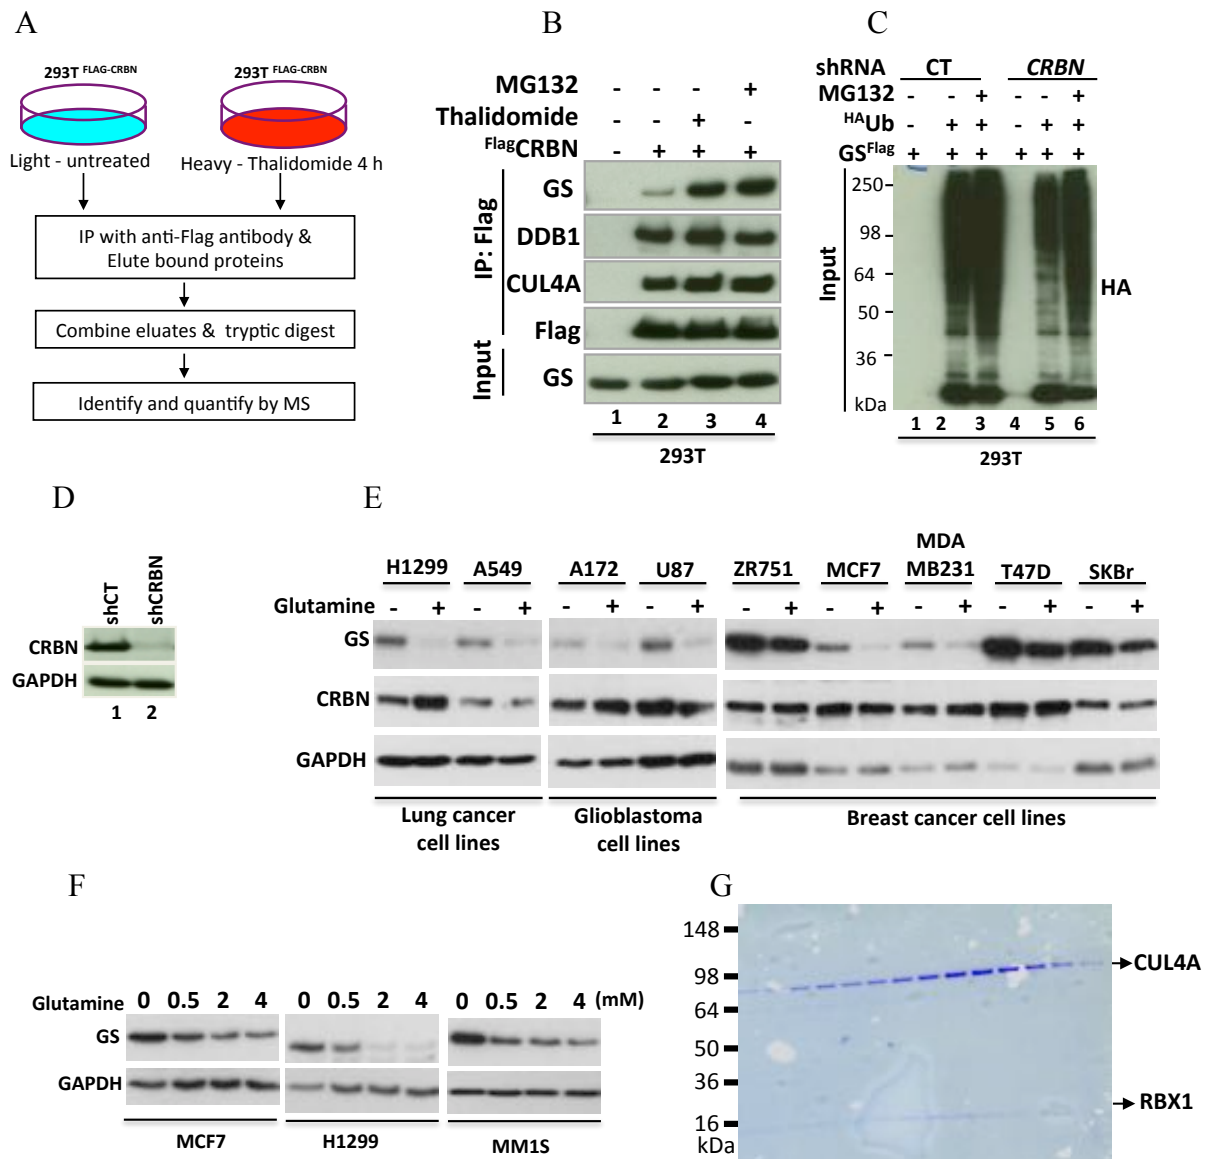 A
293T FLAG-CRBN
293T FLAG-CRBN
Light - untreated
Heavy - Thalidomide 4 h
IP with anti-Flag antibody &
Elute bound proteins
Combine eluates & tryptic digest
Identify and quantify by MS
B
MG132 - - - +
Thalidomide - - + -
FlagCRBN - + + +
IP: Flag
GS
DDB1
CUL4A
Flag
Input
GS
1 2 3 4
293T
C
shRNA CT CRBN
MG132 - - + - - +
HAUb - + + - + +
GSFlag + + + + + +
Input
250
98
64
50
36
kDa
HA
1 2 3 4 5 6
293T
D
shCT
shCRBN
CRBN
GAPDH
1 2
E
H1299 A549 A172 U87 ZR751 MCF7 MDA MB231 T47D SKBr
Glutamine - + - + - + - + - + - + - + - + - +
GS
CRBN
GAPDH
Lung cancer
cell lines
Glioblastoma
cell lines
Breast cancer cell lines
F
Glutamine 0 0.5 2 4 0 0.5 2 4 0 0.5 2 4 (mM)
GS
GAPDH
MCF7 H1299 MM1S
G
148
98
64
50
36
16
kDa
CUL4A
RBX1